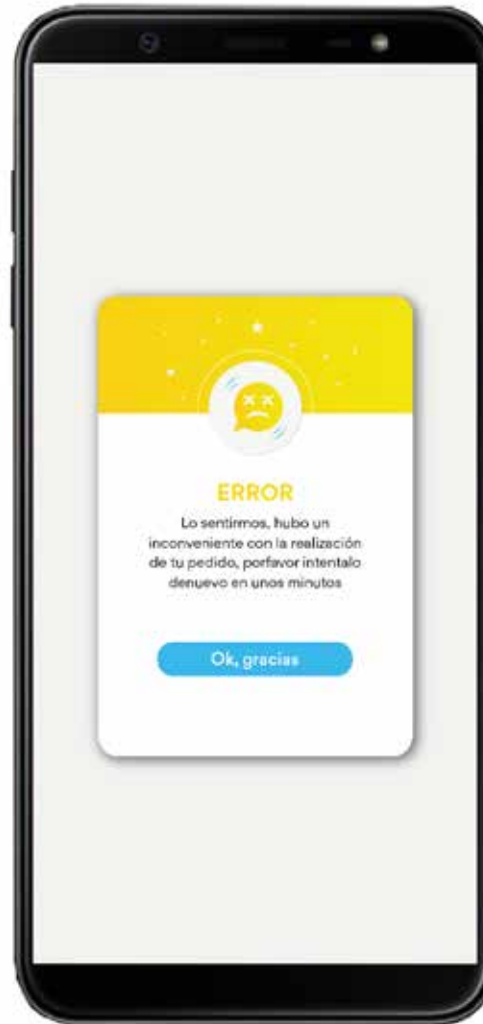 ERROR
Lo sentirmos, hubo un
inconveniente con la realización
de tu pedido, porfavor intentalo
denuevo en unos minutos
Ok, gracias